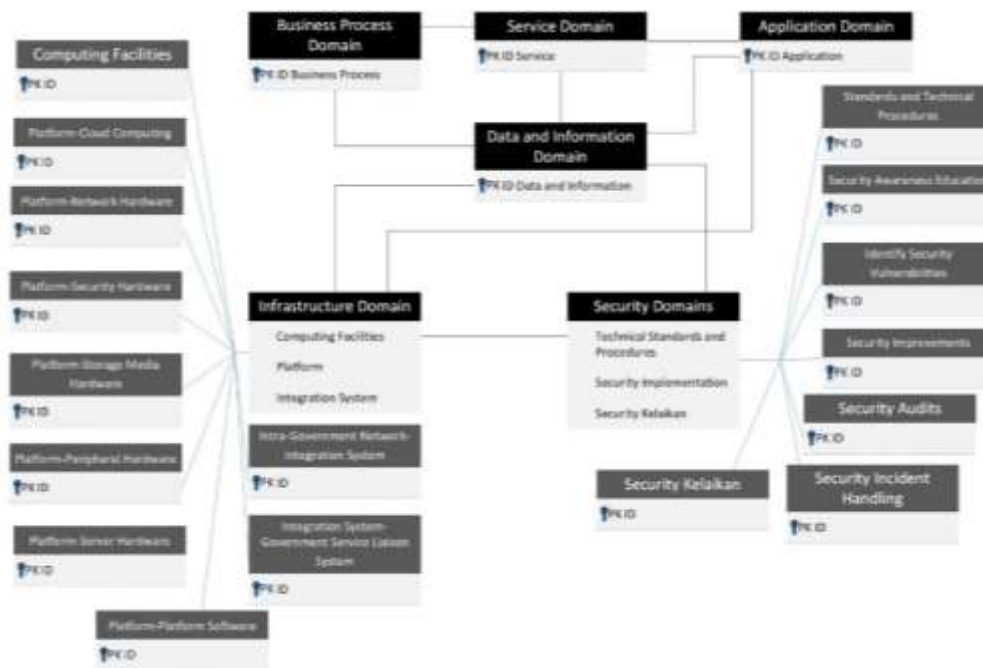 Business Process
Domain
PK ID Business Process
Service Domain
PK ID Service
Application Domain
PK ID Application
Data and Information
Domain
PK ID Data and Information
Computing Facilities
PK ID
Platform-Cloud Computing
PK ID
Platform-Network Hardware
PK ID
Platform-Security Hardware
PK ID
Platform-Storage Media
Hardware
PK ID
Platform-Peripheral Hardware
PK ID
Platform-Server Hardware
PK ID
Platform-Platform Software
PK ID
Infrastructure Domain
Computing Facilities
Platform
Integration System
Intra-Government Network-
Integration System
PK ID
Integration System-
Government Service Liaison
System
PK ID
Security Domains
Technical Standards and
Procedures
Security Implementation
Security Kelaikan
Standards and Technical
Procedures
PK ID
Security Awareness Education
PK ID
Identify Security
Vulnerabilities
PK ID
Security Improvements
PK ID
Security Audits
PK ID
Security Incident
Handling
PK ID
Security Kelaikan
PK ID